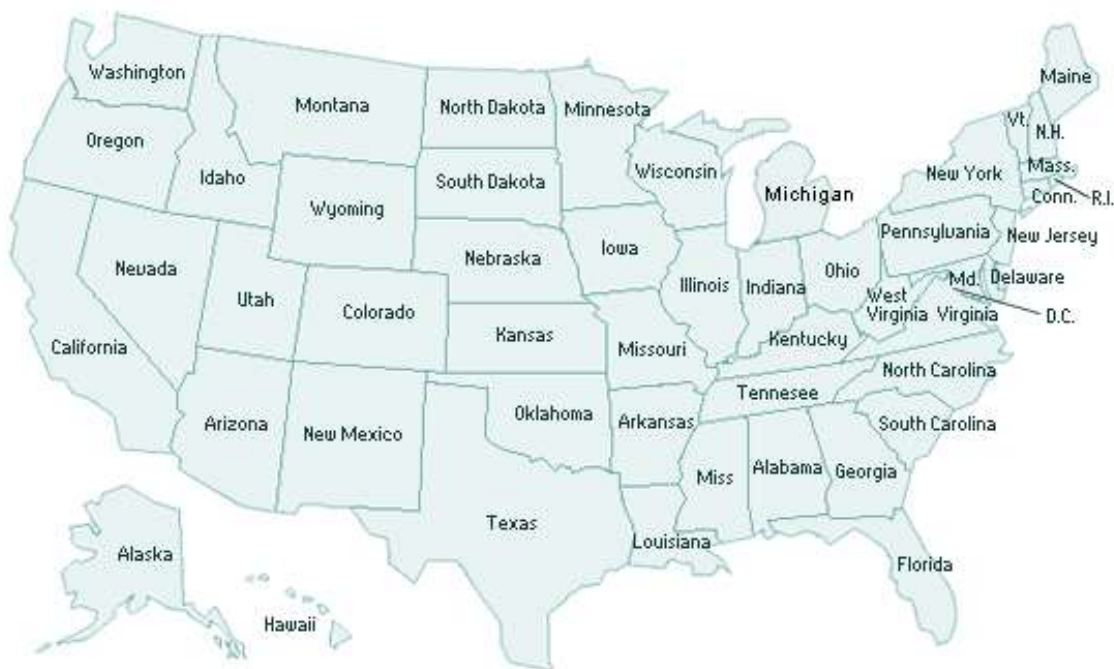 Washington
Montana
North Dakota
Minnesota
Maine
Oregon
Idaho
Wyoming
South Dakota
Wisconsin
Michigan
New York
Vt.
N.H.
Mass.
Conn.
R.I.
Nevada
Utah
Colorado
Nebraska
Iowa
Illinois
Indiana
Ohio
Pennsylvania
New Jersey
Md.
Delaware
D.C.
West
Virginia
Virginia
California
Kansas
Missouri
Kentucky
North Carolina
Tennesee
South Carolina
Arizona
New Mexico
Oklahoma
Arkansas
Miss
Alabama
Georgia
Texas
Louisiana
Florida
Alaska
Hawaii